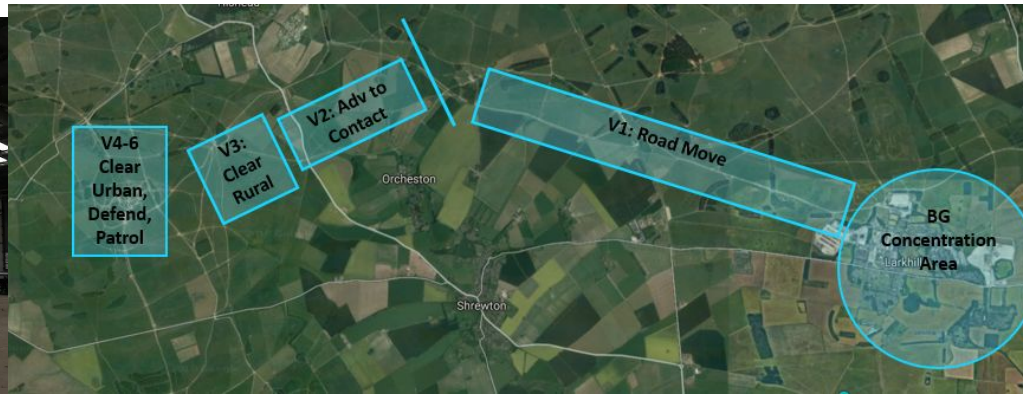 V4-6
Clear
Urban,
Defend,
Patrol
V3:
Clear
Rural
V2: Adv to
Contact
V1: Road Move
BG
Concentration
Area
Larkhill
Orcheston
Shrewton